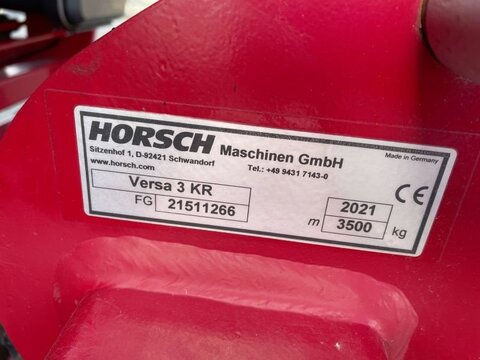 HORSCH Maschinen GmbH
Made in Germany
Sitzenhof 1, D-92421 Schwandorf Tel.: +49 9431 7143-0
www.horsch.com
Versa 3 KR 2021
FG 21511266 m 3500 kg
CE